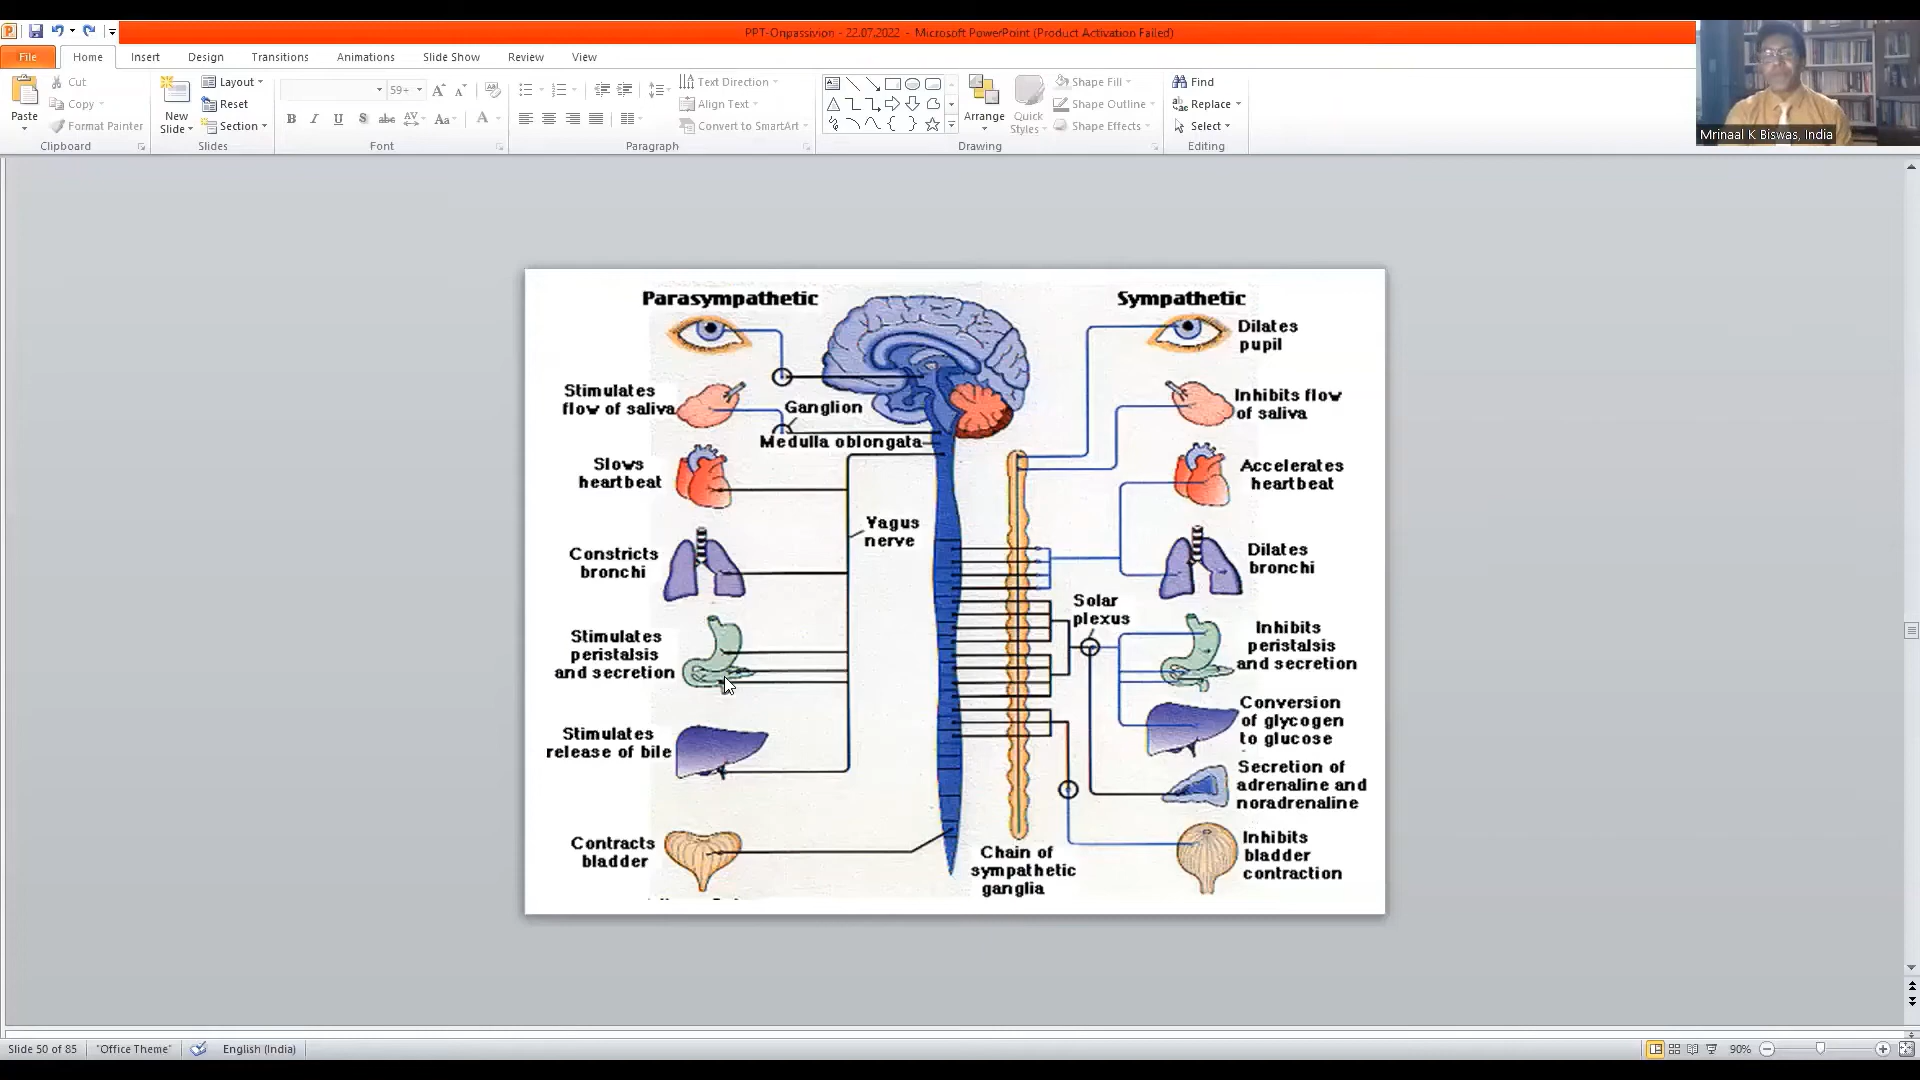 PPT-Onpassivion - 22.07.2022 - Microsoft PowerPoint (Product Activation Failed)
File Home Insert Design Transitions Animations Slide Show Review View
Paste
Cut
Copy
Format Painter
Clipboard
New
Slide
Layout
Reset
Section
Slides
59+
Aa
B I U S abc AV Aa A
Font
Text Direction
Align Text
Convert to SmartArt
Paragraph
Arrange
Quick
Styles
Shape Fill
Shape Outline
Shape Effects
Drawing
Find
Replace
Select
Editing
Mrinaal K Biswas, India
Parasympathetic
Sympathetic
Dilates
pupil
Stimulates
flow of saliva
Ganglion
Medulla oblongata
Inhibits flow
of saliva
Slows
heartbeat
Accelerates
heartbeat
Vagus
nerve
Constricts
bronchi
Dilates
bronchi
Solar
plexus
Stimulates
peristalsis
and secretion
Inhibits
peristalsis
and secretion
Stimulates
release of bile
Conversion
of glycogen
to glucose
Secretion of
adrenaline and
noradrenaline
Contracts
bladder
Chain of
sympathetic
ganglia
Inhibits
bladder
contraction
Slide 50 of 85 "Office Theme" English (India) 90%